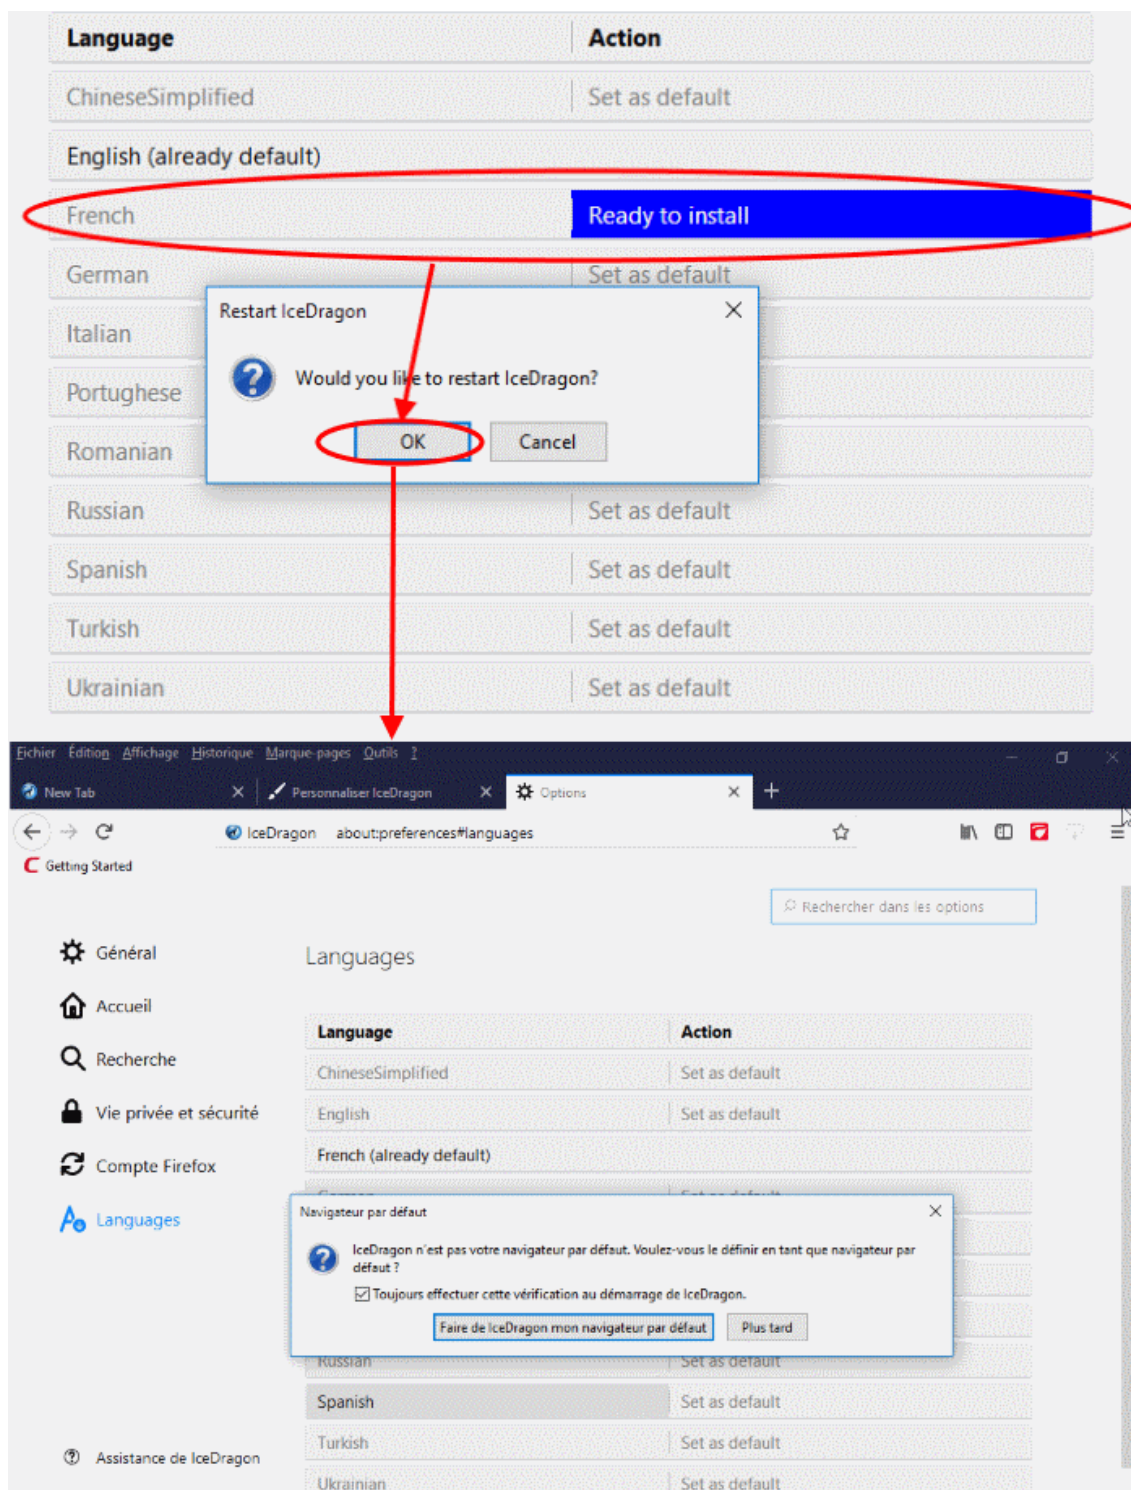 Language Action
ChineseSimplified Set as default
English (already default)
French Ready to install
German Set as default
Restart IceDragon
Italian
Would you like to restart IceDragon?
Portughese
OK Cancel
Romanian
Russian Set as default
Spanish Set as default
Turkish Set as default
Ukrainian Set as default
Fichier Édition Affichage Historique Marque-pages Outils ?
New Tab Personnaliser IceDragon Options
IceDragon about:preferences#languages
Getting Started
Rechercher dans les options
Général
Languages
Accueil
Language Action
Recherche
ChineseSimplified Set as default
Vie privée et sécurité
English Set as default
French (already default)
Compte Firefox
German Set as default
Languages
Navigateur par défaut
IceDragon n'est pas votre navigateur par défaut. Voulez-vous le définir en tant que navigateur par
défaut ?
Toujours effectuer cette vérification au démarrage de IceDragon.
Faire de IceDragon mon navigateur par défaut Plus tard
Russian Set as default
Spanish Set as default
Turkish Set as default
Assistance de IceDragon
Ukrainian Set as default